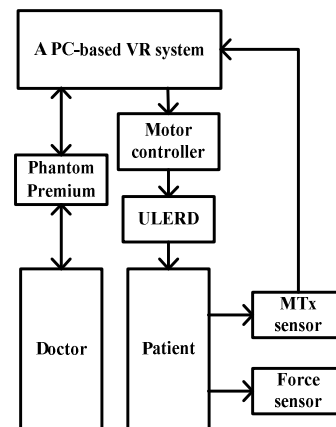 A PC-based VR system
Motor
controller
Phantom
Premium
ULERD
Doctor
Patient
MTx
sensor
Force
sensor